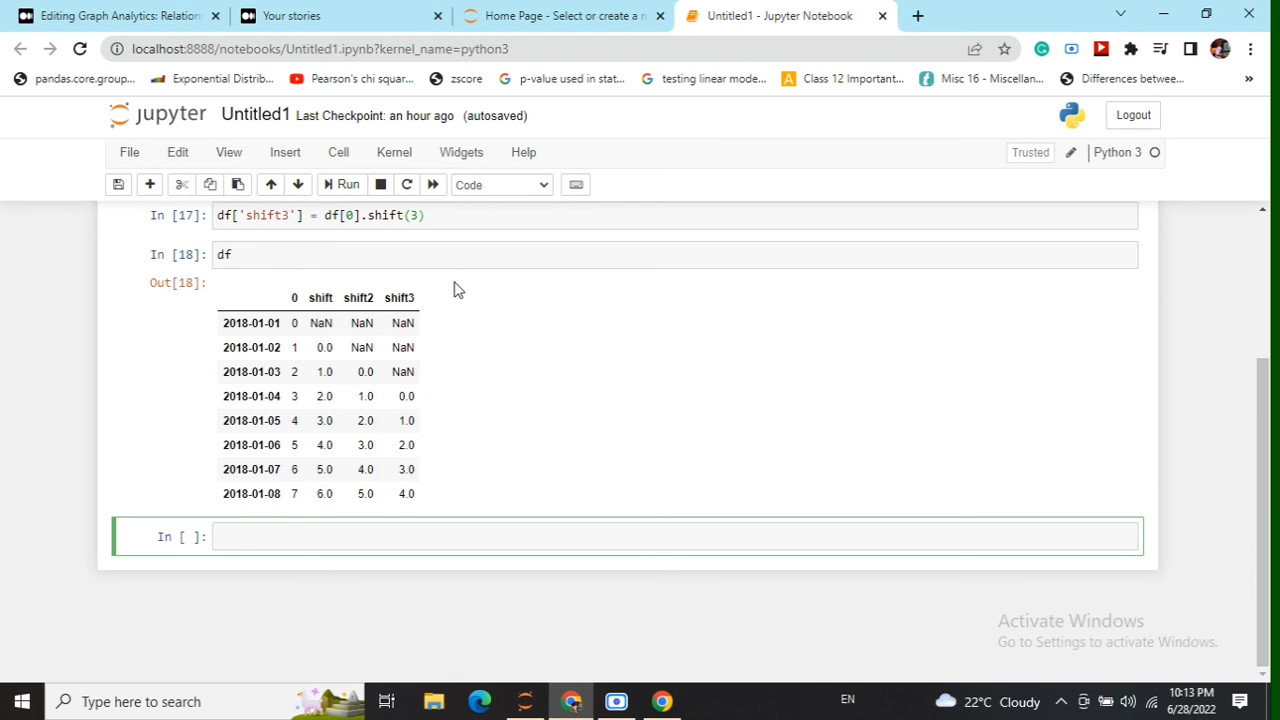 Editing Graph Analytics: Relations
Your stories
Home Page - Select or create a n
Untitled1 - Jupyter Notebook
localhost:8888/notebooks/Untitled1.ipynb?kernel_name=python3
pandas.core.group...
Exponential Distrib...
Pearson's chi squar...
zscore
p-value used in stat...
testing linear mode...
Class 12 Important...
Misc 16 - Miscellan...
Differences betwee...
»
jupyter Untitled1 Last Checkpoint: an hour ago (autosaved)
Logout
File Edit View Insert Cell Kernel Widgets Help
Trusted
Python 3
Run
Code
In [17]: df['shift3'] = df[0].shift(3)
In [18]: df
Out[18]:
0 shift shift2 shift3
2018-01-01 0 NaN NaN NaN
2018-01-02 1 0.0 NaN NaN
2018-01-03 2 1.0 0.0 NaN
2018-01-04 3 2.0 1.0 0.0
2018-01-05 4 3.0 2.0 1.0
2018-01-06 5 4.0 3.0 2.0
2018-01-07 6 5.0 4.0 3.0
2018-01-08 7 6.0 5.0 4.0
In [ ]:
Activate Windows
Go to Settings to activate Windows.
Type here to search
EN
22°C Cloudy
10:13 PM
6/28/2022